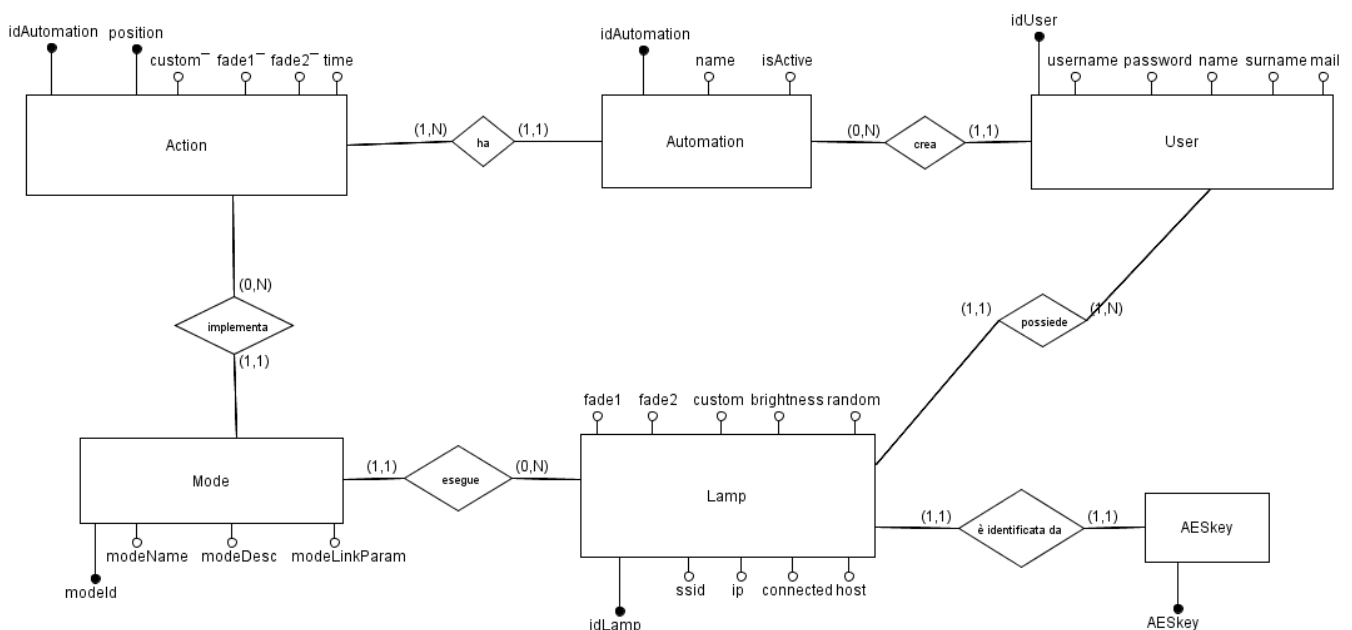 idUser
idAutomation position idAutomation
custom¯ fade1¯ fade2¯ time name isActive username password name surname mail
(1,N) (1,1) (0,N) (1,1)
Action ha Automation crea User
(0,N)
(1,1) possiede (1,N)
implementa
(1,1)
fade1 fade2 custom brightness random
(1,1) (0,N)
Mode esegue Lamp
(1,1) (1,1)
è identificata da AESkey
modeName modeDesc modeLinkParam
ssid ip connected host
modeId
idLamp AESkey